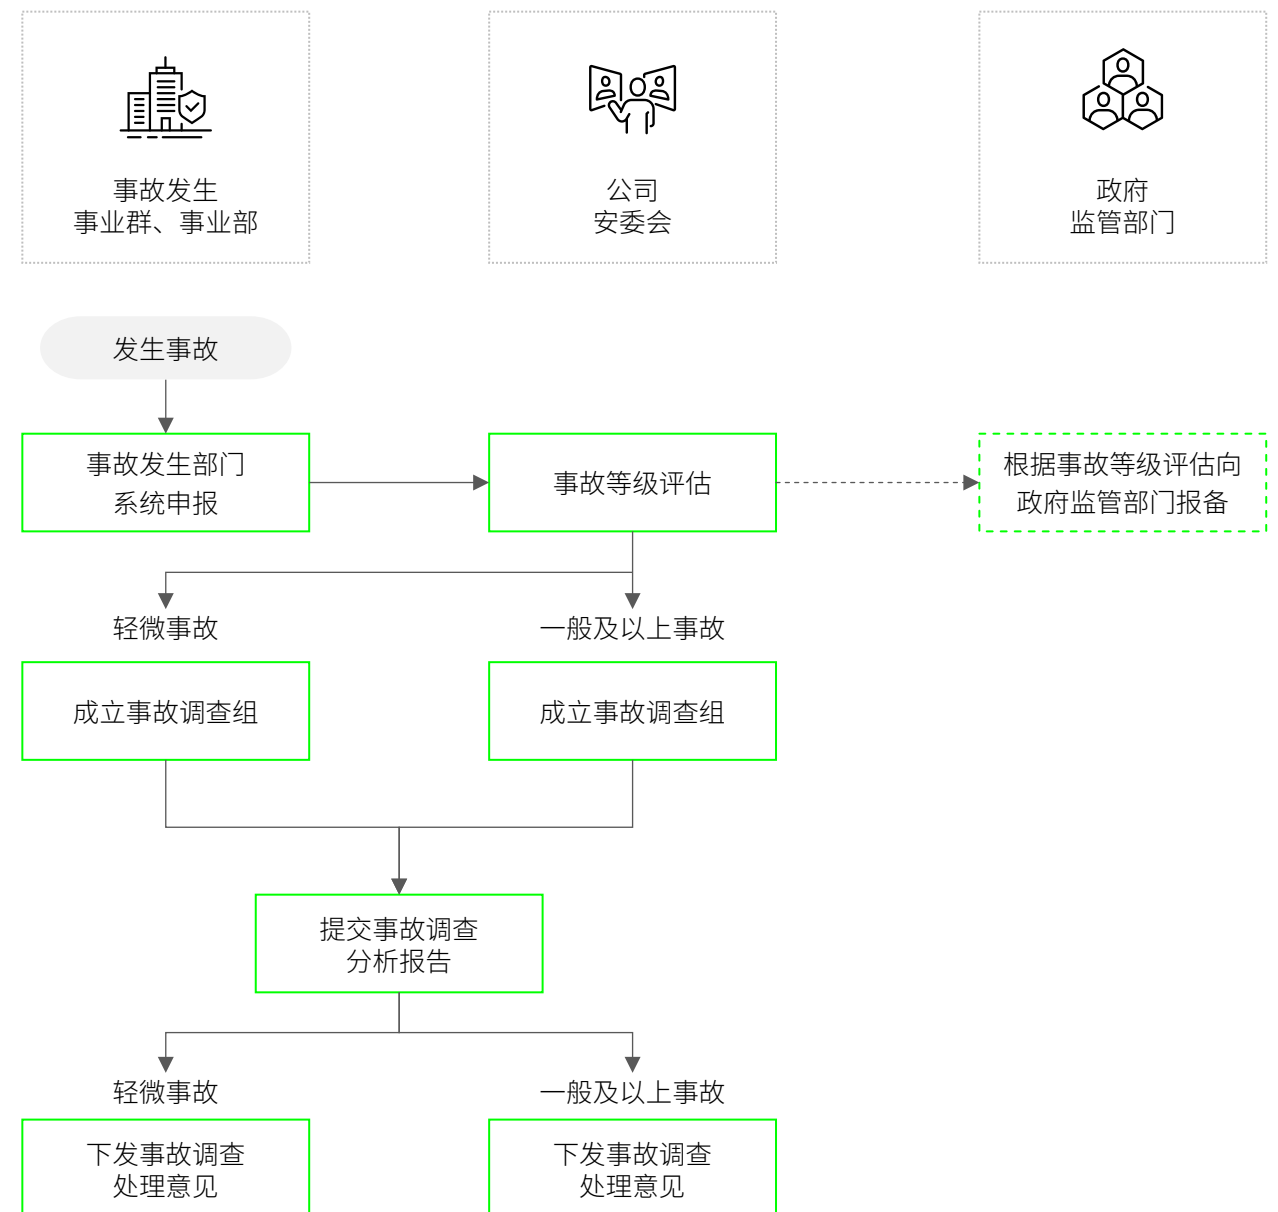 事故发生
事业群、事业部
公司
安委会
政府
监管部门
发生事故
事故发生部门
系统申报
事故等级评估
根据事故等级评估向
政府监管部门报备
轻微事故
一般及以上事故
成立事故调查组
成立事故调查组
提交事故调查
分析报告
轻微事故
一般及以上事故
下发事故调查
处理意见
下发事故调查
处理意见